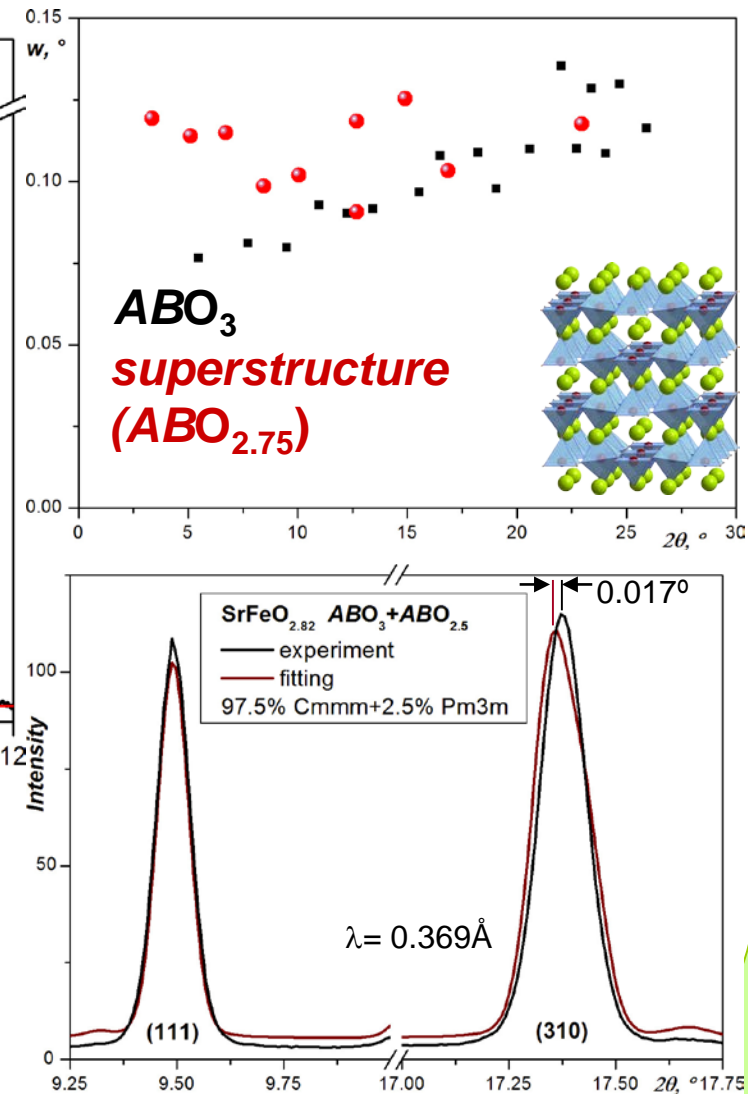 0.15
w, °
0.10
0.05
0.00
ABO3
superstructure
(ABO2.75)
0 5 10 15 20 25 30
2θ, °
12
0.017º
SrFeO2.82 ABO3+ABO2.5
experiment
fitting
97.5% Cmmm+2.5% Pm3m
100
50
0
Intensity
λ= 0.369Å
(111)
(310)
9.25 9.50 9.75 17.00 17.25 17.50 2θ, ° 17.75